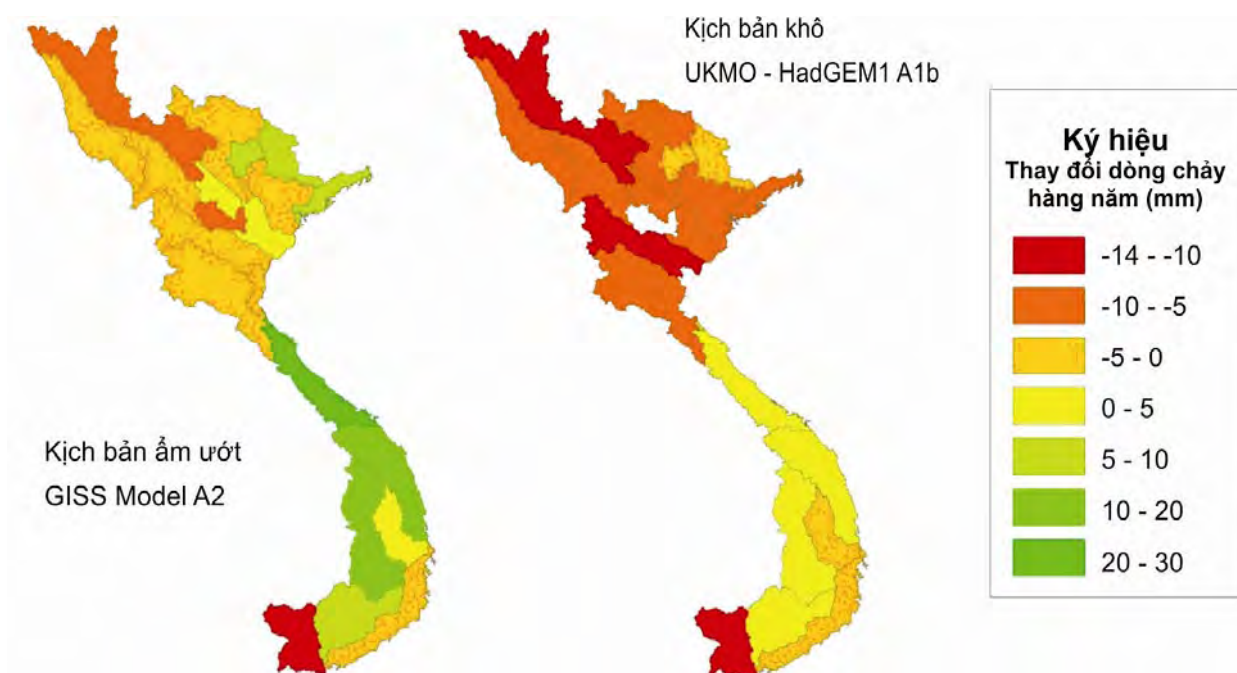 Kịch bản khô
UKMO - HadGEM1 A1b
Kịch bản ẩm ướt
GISS Model A2
Ký hiệu
Thay đổi dòng chảy
hàng năm (mm)
-14 - -10
-10 - -5
-5 - 0
0 - 5
5 - 10
10 - 20
20 - 30